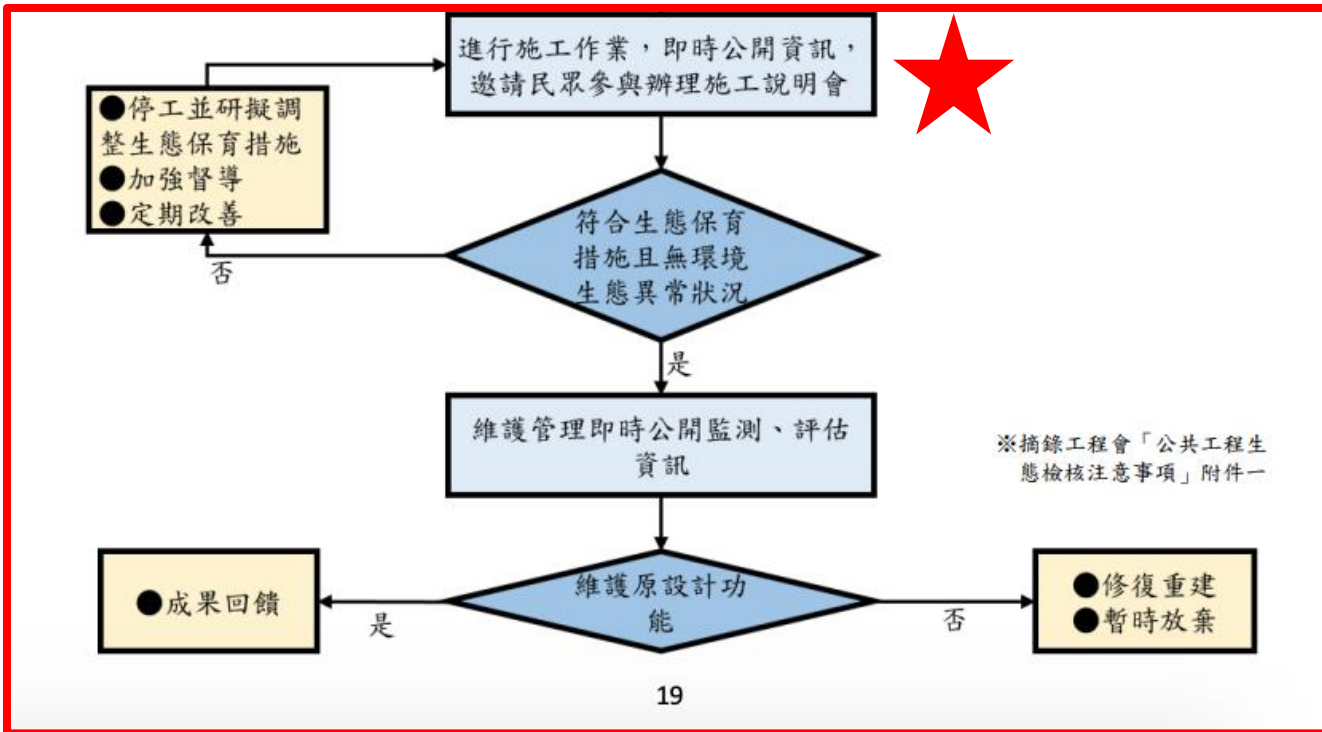 進行施工作業，即時公開資訊，
邀請民眾參與辦理施工說明會
●停工並研擬調
整生態保育措施
●加強督導
●定期改善
符合生態保育
措施且無環境
生態異常狀況
否
是
維護管理即時公開監測、評估
資訊
※摘錄工程會「公共工程生
態檢核注意事項」附件一
維護原設計功
能
●成果回饋
是
否
●修復重建
●暫時放棄
19